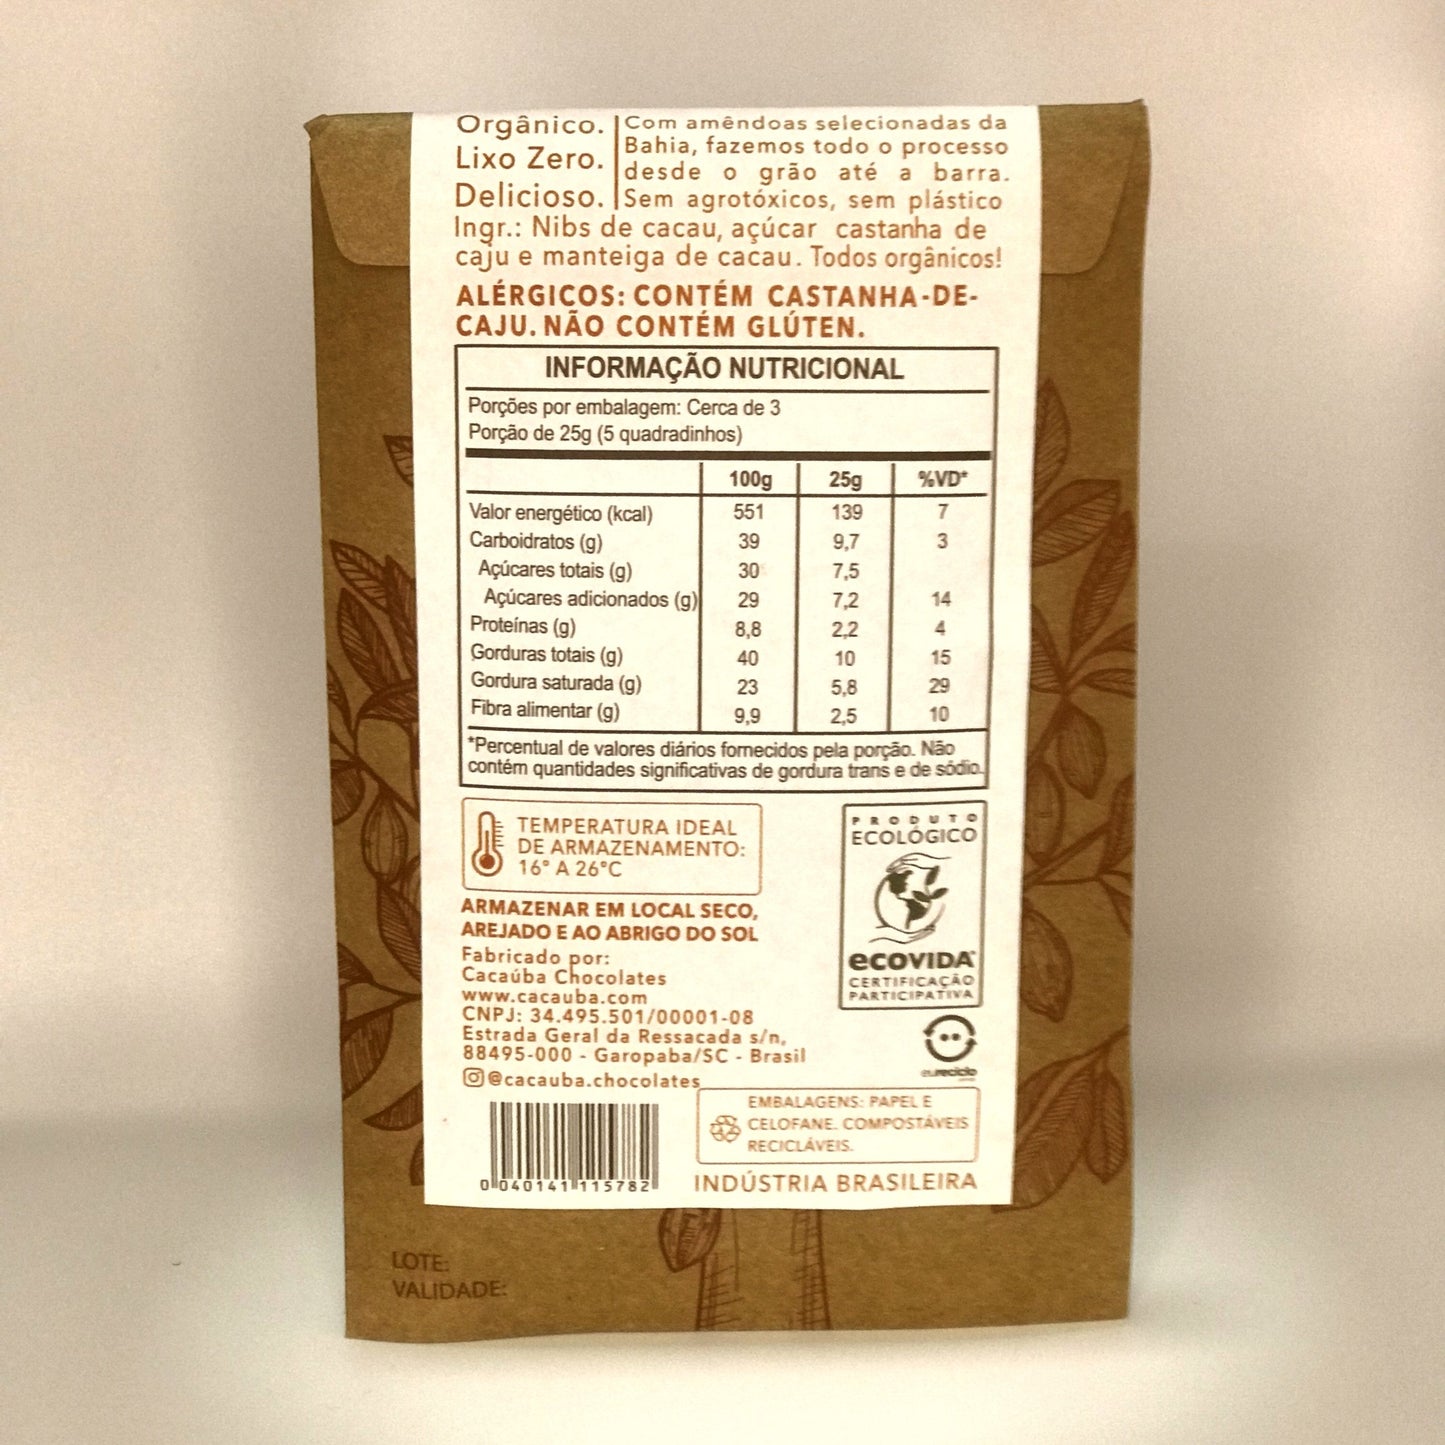 Orgânico.
Lixo Zero.
Delicioso.
Com amêndoas selecionadas da
Bahia, fazemos todo o processo
desde o grão até a barra.
Sem agrotóxicos, sem plástico
Ingr.: Nibs de cacau, açúcar castanha de
caju e manteiga de cacau. Todos orgânicos!
ALÉRGICOS: CONTÉM CASTANHA-DE-
CAJU. NÃO CONTÉM GLÚTEN.
INFORMAÇÃO NUTRICIONAL
Porções por embalagem: Cerca de 3
Porção de 25g (5 quadradinhos)
100g 25g %VD*
Valor energético (kcal) 551 139 7
Carboidratos (g) 39 9,7 3
Açúcares totais (g) 30 7,5
Açúcares adicionados (g) 29 7,2 14
Proteínas (g) 8,8 2,2 4
Gorduras totais (g) 40 10 15
Gordura saturada (g) 23 5,8 29
Fibra alimentar (g) 9,9 2,5 10
*Percentual de valores diários fornecidos pela porção. Não
contém quantidades significativas de gordura trans e de sódio.
TEMPERATURA IDEAL
DE ARMAZENAMENTO:
16° A 26°C
ARMAZENAR EM LOCAL SECO,
AREJADO E AO ABRIGO DO SOL
Fabricado por:
Cacaúba Chocolates
www.cacauba.com
CNPJ: 34.495.501/00001-08
Estrada Geral da Ressacada s/n,
88495-000 - Garopaba/SC - Brasil
@cacauba.chocolates
PRODUTO
ECOLÓGICO
ecovida
CERTIFICAÇÃO
PARTICIPATIVA
eureciclo
EMBALAGENS: PAPEL E
CELOFANE. COMPOSTÁVEIS
RECICLÁVEIS.
0 040141 115782
INDÚSTRIA BRASILEIRA
LOTE:
VALIDADE: